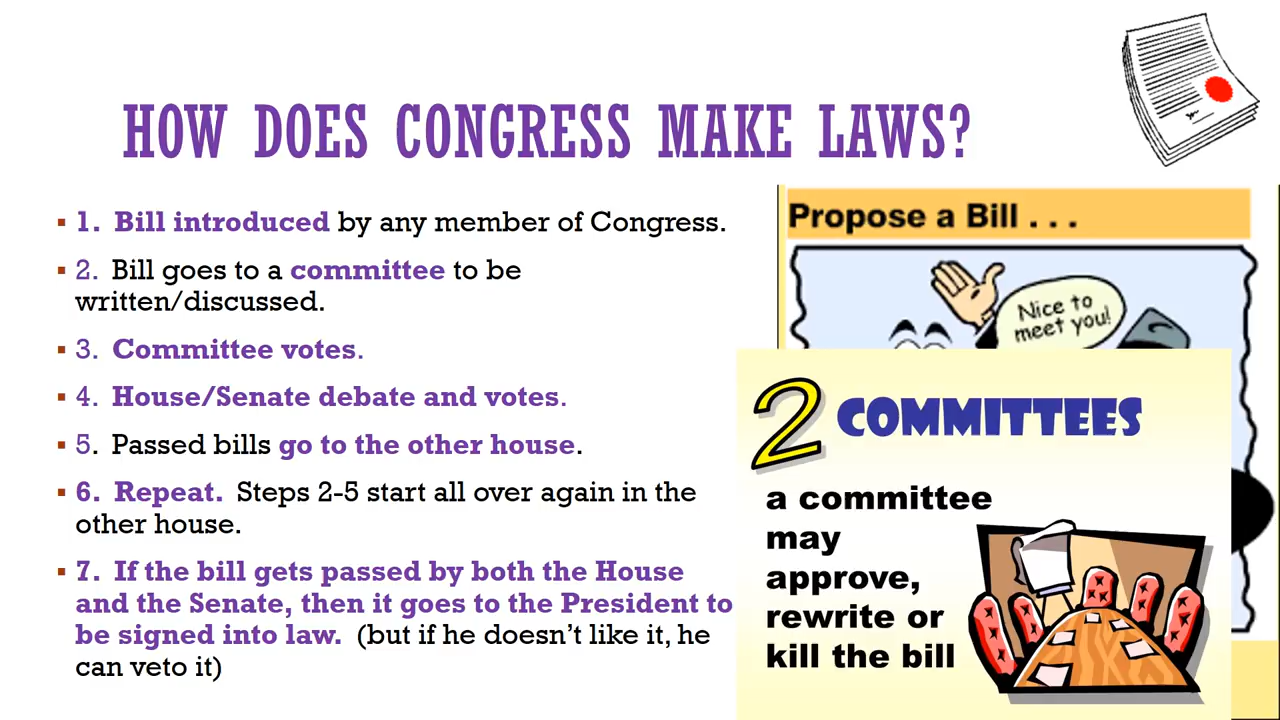 HOW DOES CONGRESS MAKE LAWS?
▪ 1. Bill introduced by any member of Congress.
▪ 2. Bill goes to a committee to be
written/discussed.
▪ 3. Committee votes.
▪ 4. House/Senate debate and votes.
▪ 5. Passed bills go to the other house.
▪ 6. Repeat. Steps 2-5 start all over again in the
other house.
▪ 7. If the bill gets passed by both the House
and the Senate, then it goes to the President to
be signed into law. (but if he doesn't like it, he
can veto it)
Propose a Bill . . .
Nice to
meet you!
2 COMMITTEES
a committee
may
approve,
rewrite or
kill the bill